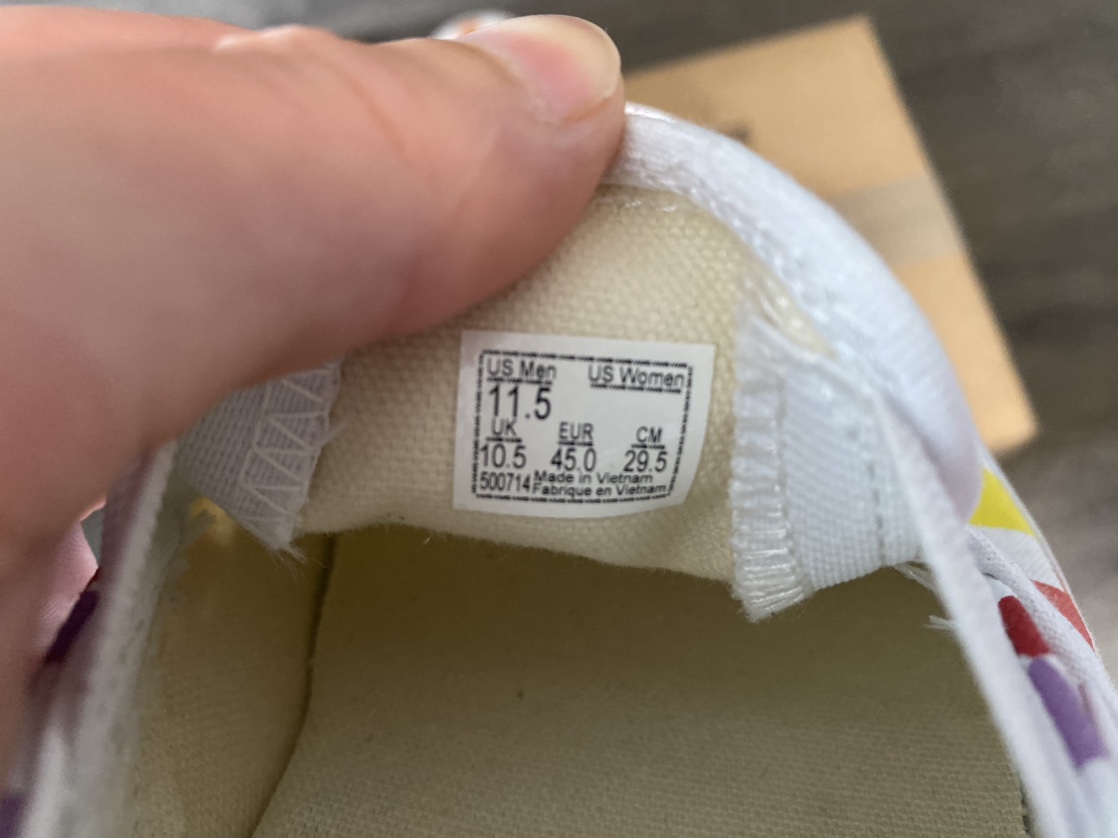 US Men US Women
11.5
UK EUR CM
10.5 45.0 29.5
500714 Made in Vietnam
Fabrique en Vietnam